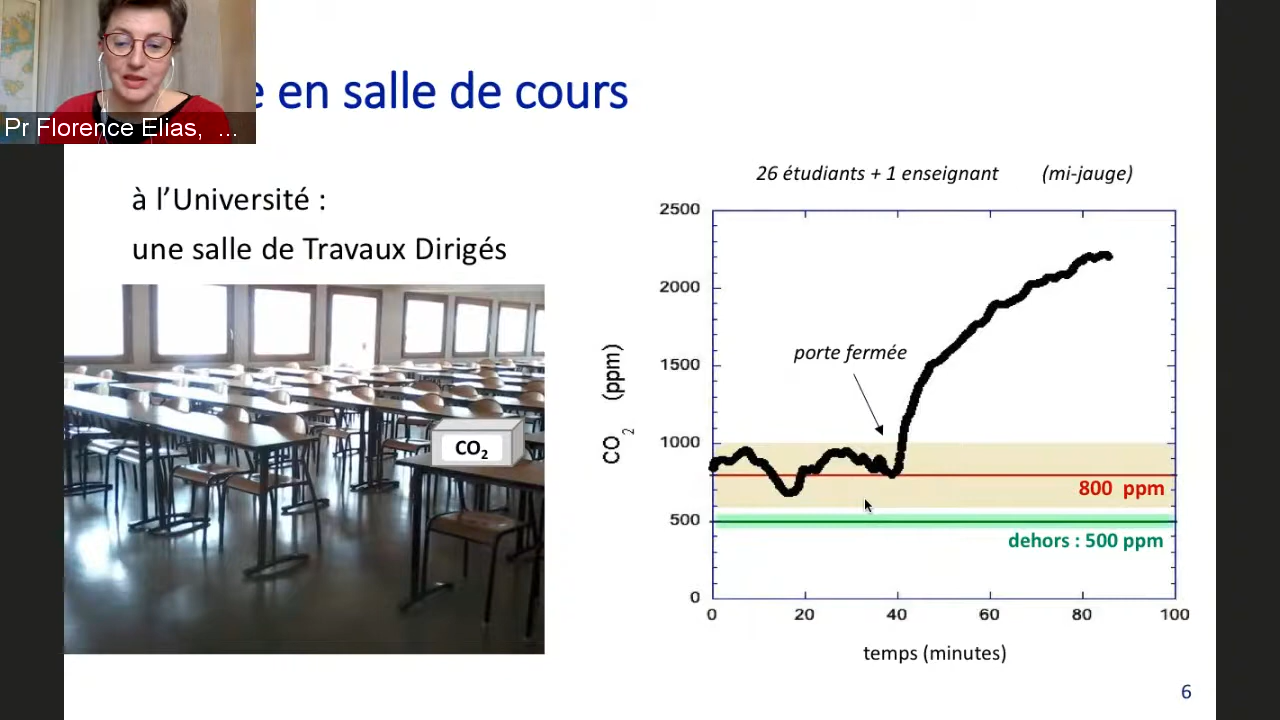 en salle de cours
Pr Florence Elias, ...
à l’Université :
une salle de Travaux Dirigés
CO₂
26 étudiants + 1 enseignant (mi-jauge)
2500
2000
1500
1000
500
0
CO₂ (ppm)
porte fermée
800 ppm
dehors : 500 ppm
0 20 40 60 80 100
temps (minutes)
6